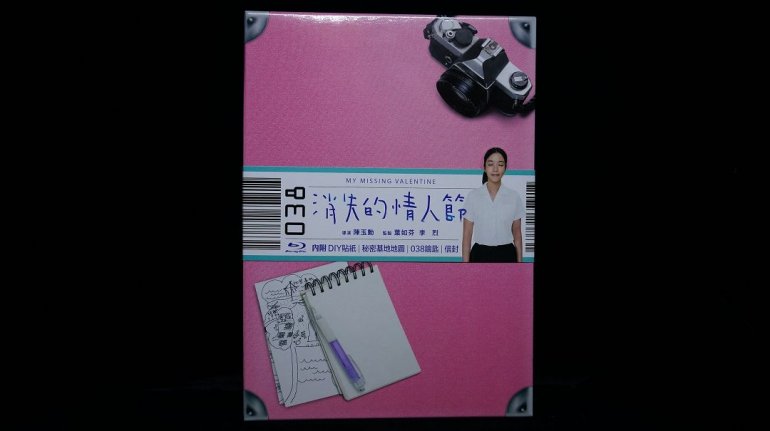 MY MISSING VALENTINE
038
消失的情人節
導演 陳玉勳 監製 葉如芬 李 烈
內附 DIY貼紙 | 秘密基地地圖 | 038鑰匙 | 信封